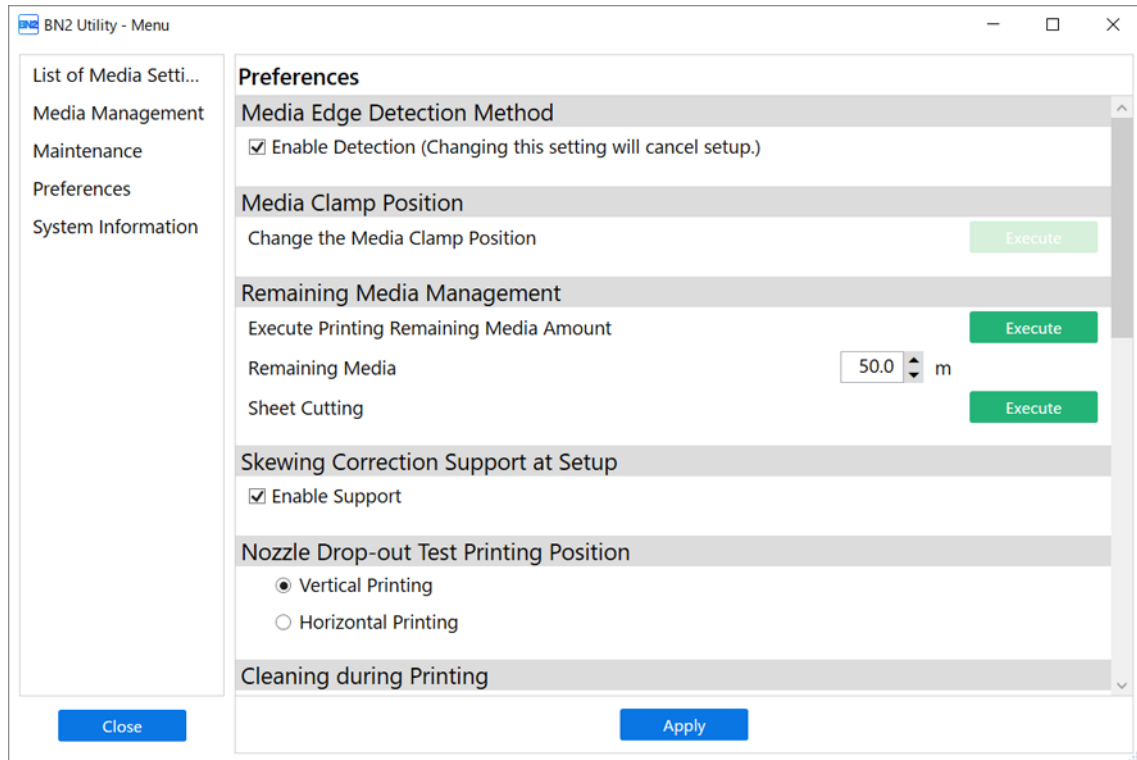 BN2 BN2 Utility - Menu
List of Media Setti...
Media Management
Maintenance
Preferences
System Information
Close
Preferences
Media Edge Detection Method
Enable Detection (Changing this setting will cancel setup.)
Media Clamp Position
Change the Media Clamp Position Execute
Remaining Media Management
Execute Printing Remaining Media Amount Execute
Remaining Media 50.0 m
Sheet Cutting Execute
Skewing Correction Support at Setup
Enable Support
Nozzle Drop-out Test Printing Position
Vertical Printing
Horizontal Printing
Cleaning during Printing
Apply